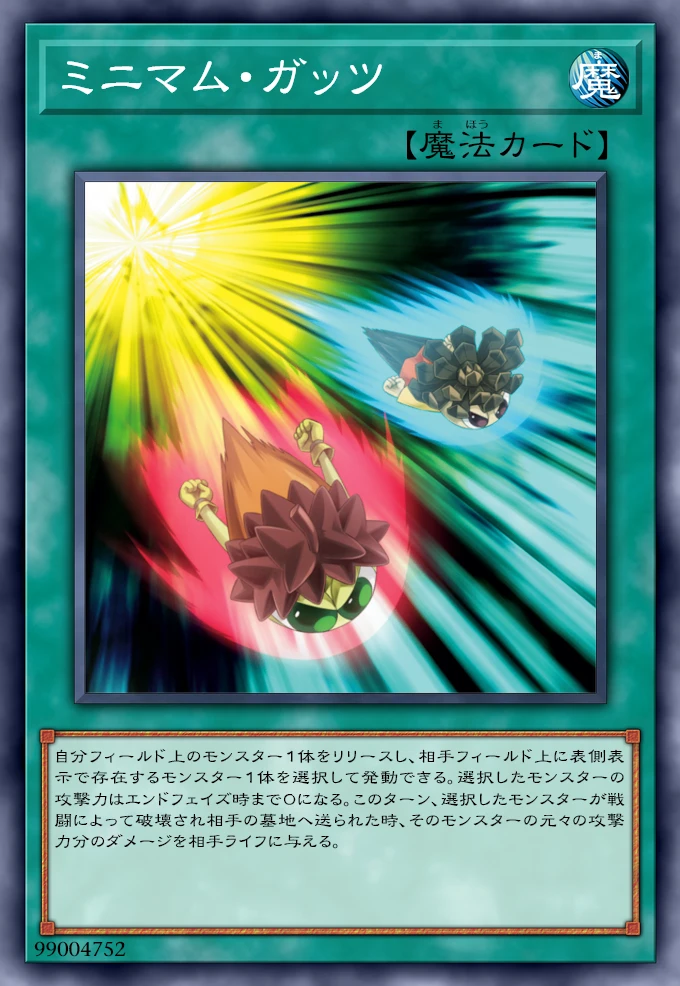 ミニマム・ガッツ
ま
魔
ま ほう
【魔法カード】
自分フィールド上のモンスター1体をリリースし、相手フィールド上に表側表
示で存在するモンスター1体を選択して発動できる。選択したモンスターの
攻撃力はエンドフェイズ時まで0になる。このターン、選択したモンスターが戦
闘によって破壊され相手の墓地へ送られた時、そのモンスターの元々の攻撃
力分のダメージを相手ライフに与える。
99004752